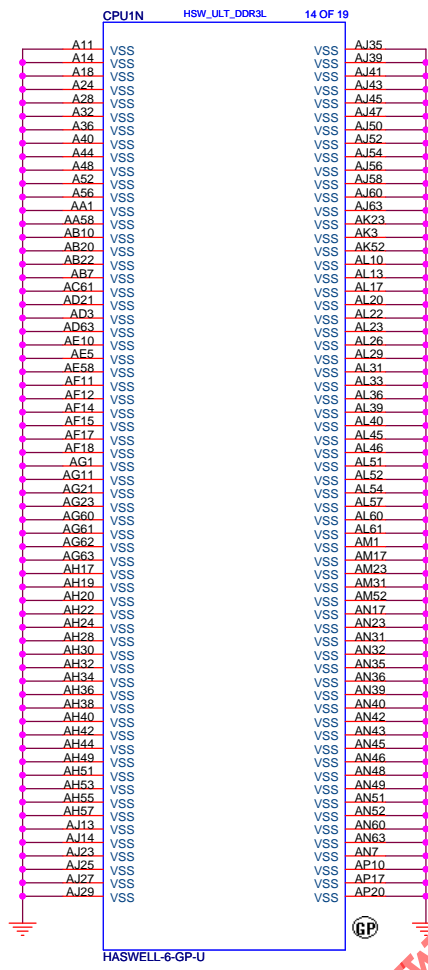 CPU1N HSW_ULT_DDR3L 14 OF 19
A11 VSS VSS AJ35
A14 VSS VSS AJ39
A18 VSS VSS AJ41
A24 VSS VSS AJ43
A28 VSS VSS AJ45
A32 VSS VSS AJ47
A36 VSS VSS AJ50
A40 VSS VSS AJ52
A44 VSS VSS AJ54
A48 VSS VSS AJ56
A52 VSS VSS AJ58
A56 VSS VSS AJ60
AA1 VSS VSS AJ63
AA58 VSS VSS AK23
AB10 VSS VSS AK3
AB20 VSS VSS AK52
AB22 VSS VSS AL10
AB7 VSS VSS AL13
AC61 VSS VSS AL17
AD21 VSS VSS AL20
AD3 VSS VSS AL22
AD63 VSS VSS AL23
AE10 VSS VSS AL26
AE5 VSS VSS AL29
AE58 VSS VSS AL31
AF11 VSS VSS AL33
AF12 VSS VSS AL36
AF14 VSS VSS AL39
AF15 VSS VSS AL40
AF17 VSS VSS AL45
AF18 VSS VSS AL46
AG1 VSS VSS AL51
AG11 VSS VSS AL52
AG21 VSS VSS AL54
AG23 VSS VSS AL57
AG60 VSS VSS AL60
AG61 VSS VSS AL61
AG62 VSS VSS AM1
AG63 VSS VSS AM17
AH17 VSS VSS AM23
AH19 VSS VSS AM31
AH20 VSS VSS AM52
AH22 VSS VSS AN17
AH24 VSS VSS AN23
AH28 VSS VSS AN31
AH30 VSS VSS AN32
AH32 VSS VSS AN35
AH34 VSS VSS AN36
AH36 VSS VSS AN39
AH38 VSS VSS AN40
AH40 VSS VSS AN42
AH42 VSS VSS AN43
AH44 VSS VSS AN45
AH49 VSS VSS AN46
AH51 VSS VSS AN48
AH53 VSS VSS AN49
AH55 VSS VSS AN51
AH57 VSS VSS AN52
AJ13 VSS VSS AN60
AJ14 VSS VSS AN63
AJ23 VSS VSS AN7
AJ25 VSS VSS AP10
AJ27 VSS VSS AP17
AJ29 VSS VSS AP20
GP
HASWELL-6-GP-U